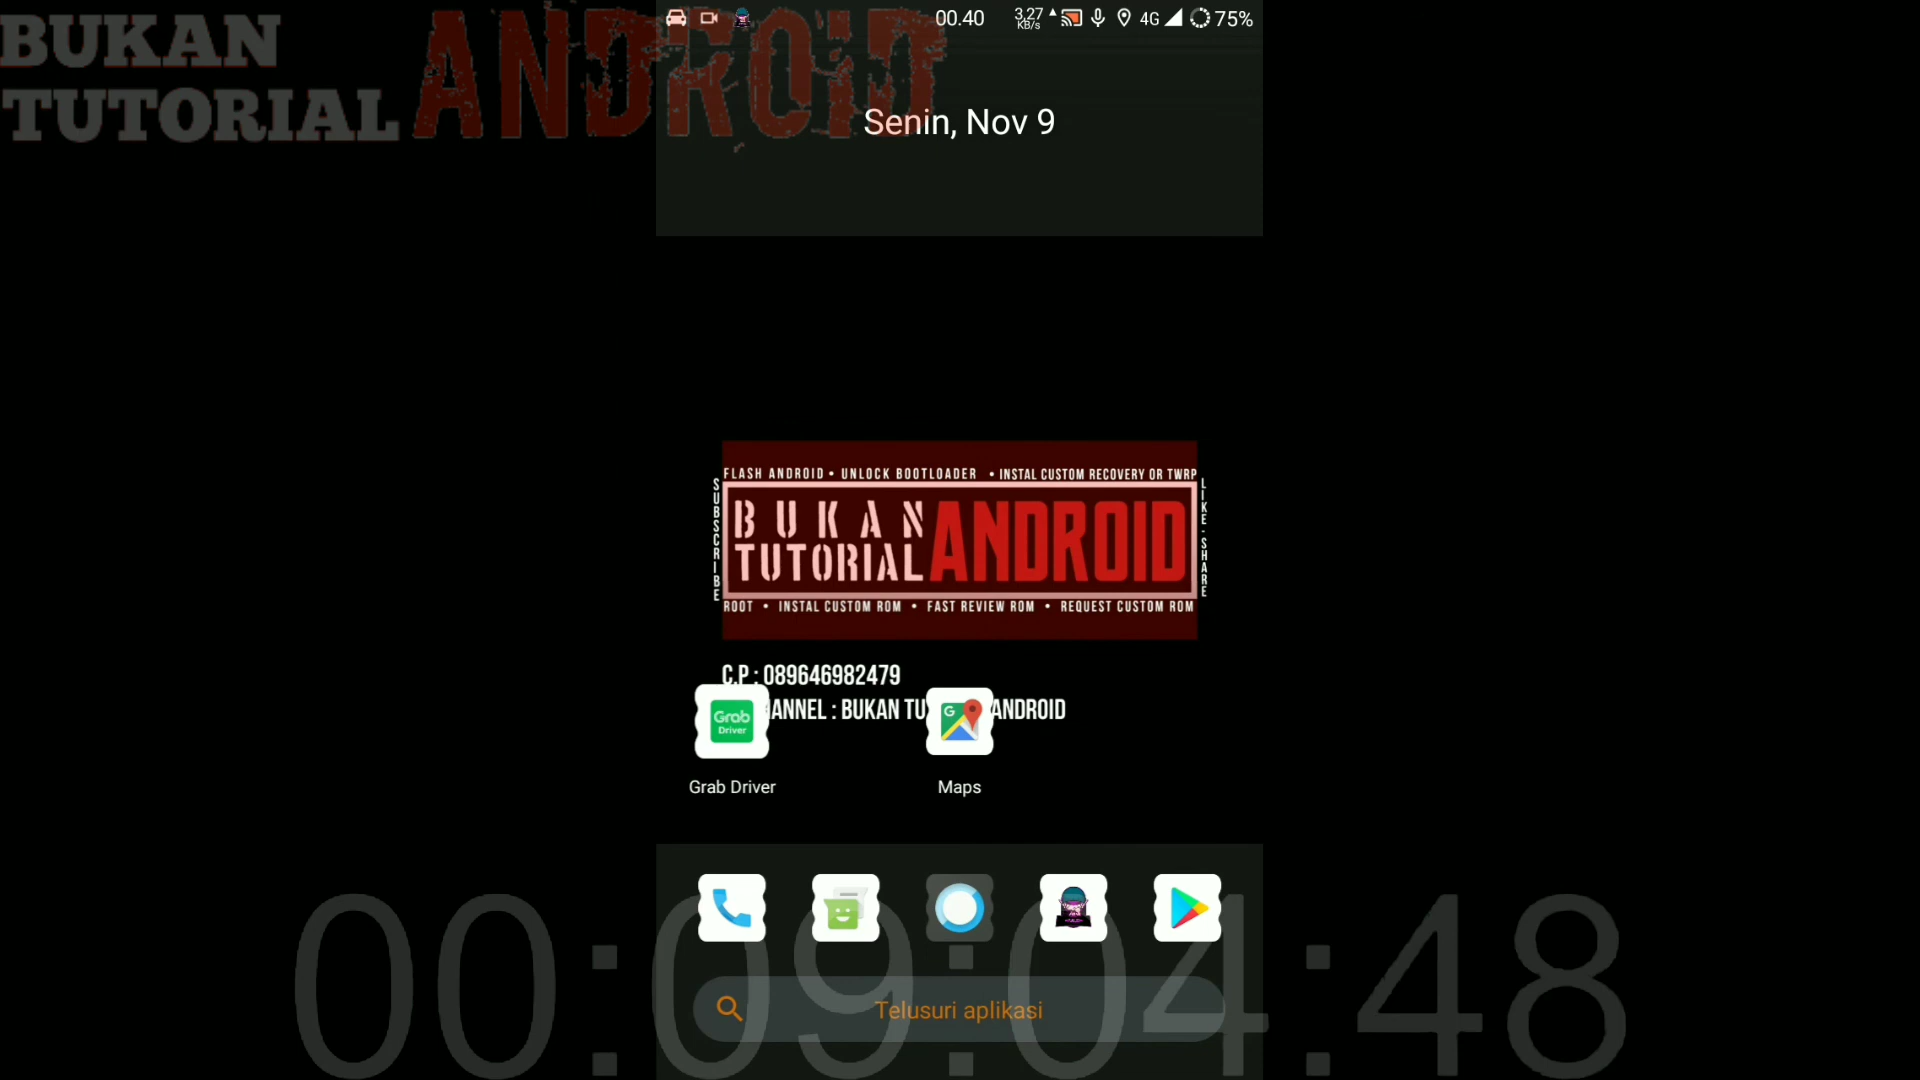 BUKAN
TUTORIAL ANDROID
00.40 3,27 KB/s 4G 75%
Senin, Nov 9
FLASH ANDROID • UNLOCK BOOTLOADER • INSTAL CUSTOM RECOVERY OR TWRP
SUBSCRIBE
BUKAN
TUTORIAL ANDROID
LIKE - SHARE
ROOT • INSTAL CUSTOM ROM • FAST REVIEW ROM • REQUEST CUSTOM ROM
C.P : 089646982479
ANNEL : BUKAN TU ANDROID
Grab
Driver
G
Grab Driver
Maps
Telusuri aplikasi
00:09:04:48